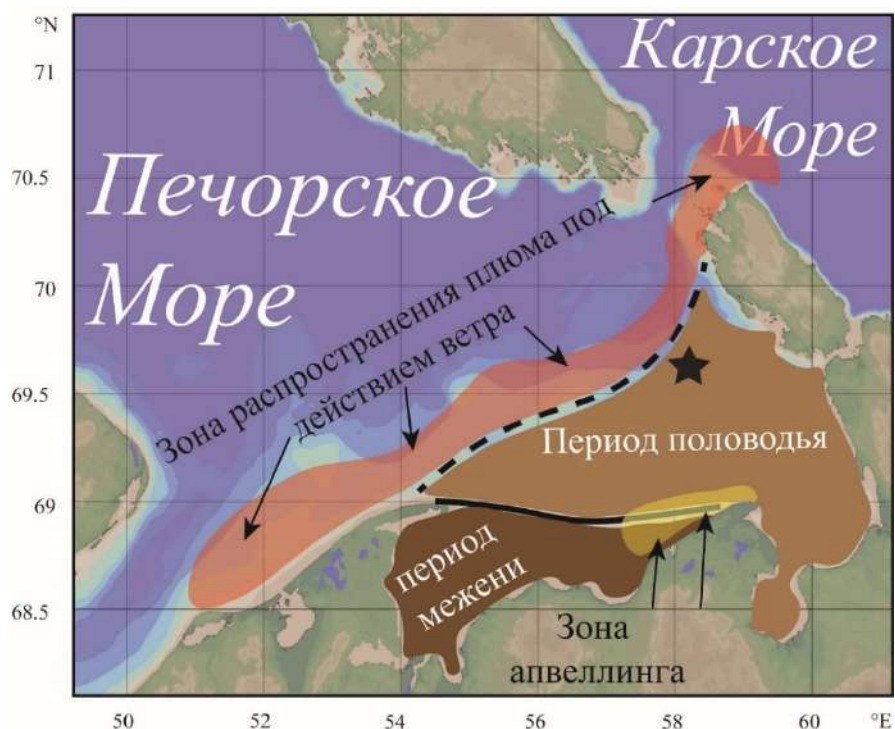 °N
71
70.5
70
69.5
69
68.5
Карское
Море
Печорское
Море
Зона распространения плюма под
действием ветра
Период половодья
период
межени
Зона
апвеллинга
50
52
54
56
58
60
°E